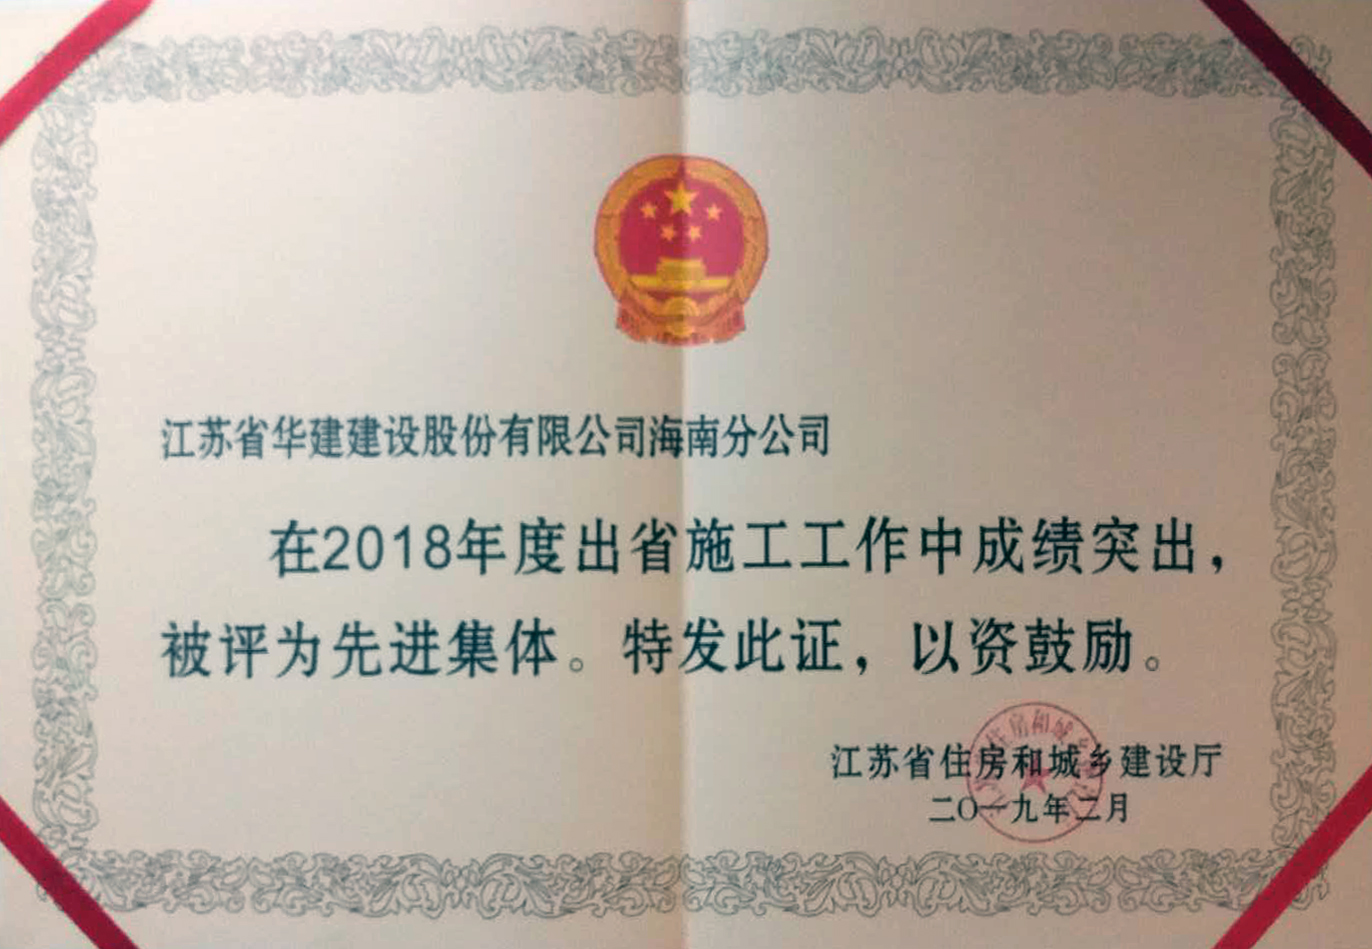 江苏省华建建设股份有限公司海南分公司
在2018年度出省施工工作中成绩突出，
被评为先进集体。特发此证，以资鼓励。
江苏省住房和城乡建设厅
二〇一九年二月